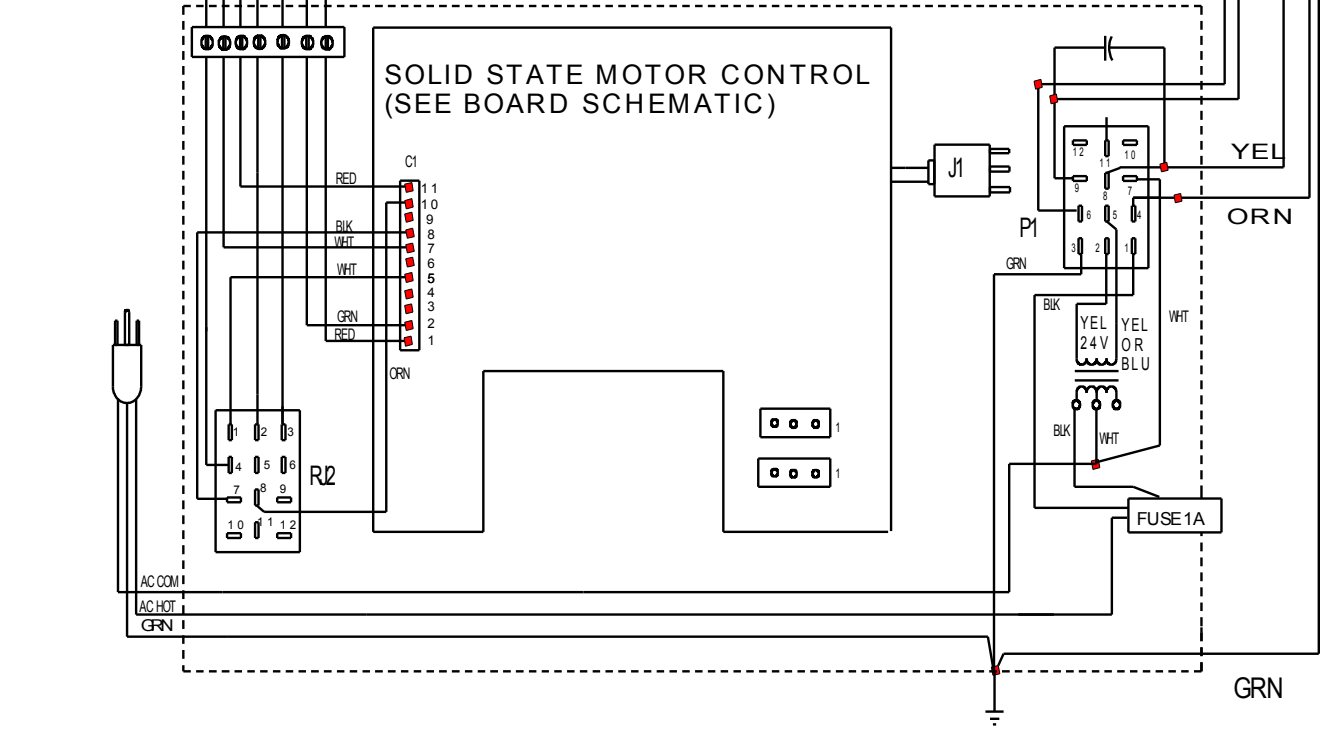 SOLID STATE MOTOR CONTROL
(SEE BOARD SCHEMATIC)
C1
RED
BLK
WHT
WHT
GRN
RED
ORN
11
10
9
8
7
6
5
4
3
2
1
J1
P1
12
11
10
9
8
7
6
5
4
3
2
1
YEL
ORN
GRN
BLK
WHT
YEL
24V
YEL
OR
BLU
BLK
WHT
FUSE 1A
1
1
1
2
3
4
5
6
7
8
9
10
11
12
RJ2
AC COM
AC HOT
GRN
GRN